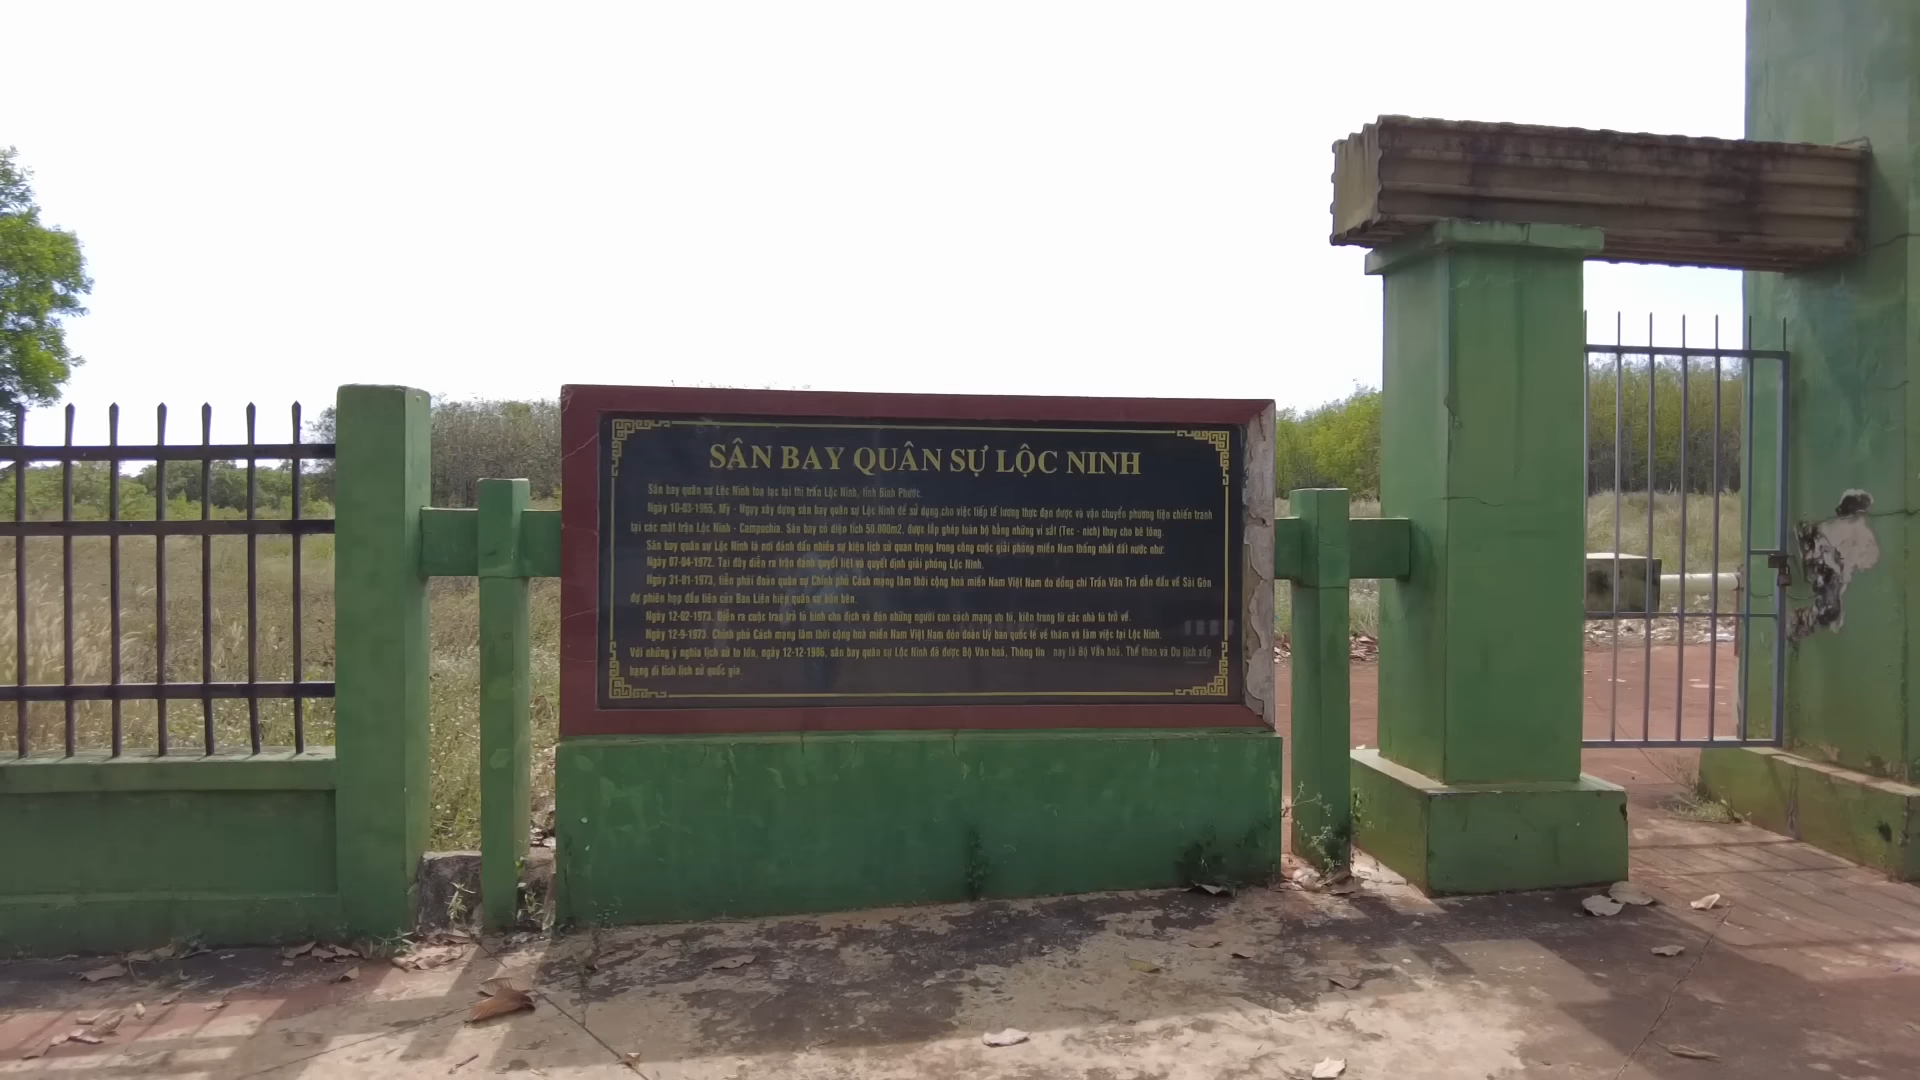 SÂN BAY QUÂN SỰ LỘC NINH
Sân bay quân sự Lộc Ninh toạ lạc tại thị trấn Lộc Ninh, tỉnh Bình Phước.
Ngày 16-03-1965, Mỹ - Ngụy xây dựng sân bay quân sự Lộc Ninh để sử dụng cho việc tiếp tế lương thực đạn dược và vận chuyển phương tiện chiến tranh
tại các mặt trận Lộc Ninh - Campuchia. Sân bay có diện tích 50.000m2, được lắp ghép toàn bộ bằng những vỉ sắt (Tec - nich) thay cho bê tông.
Sân bay quân sự Lộc Ninh là nơi đánh dấu nhiều sự kiện lịch sử quan trọng trong công cuộc giải phóng miền Nam thống nhất đất nước như:
Ngày 07-04-1972. Tại đây diễn ra trận đánh quyết liệt và quyết định giải phóng Lộc Ninh.
Ngày 31-01-1973, tiễn phái đoàn quân sự Chính phủ Cách mạng lâm thời cộng hoà miền Nam Việt Nam do đồng chí Trần Văn Trà dẫn đầu về Sài Gòn
dự phiên họp đầu tiên của Ban Liên hiệp quân sự bốn bên.
Ngày 12-02-1973. Diễn ra cuộc trao trả tù binh cho địch và đón những người con cách mạng ưu tú, kiên trung từ các nhà tù trở về.
Ngày 12-9-1973. Chính phủ Cách mạng lâm thời cộng hoà miền Nam Việt Nam đón đoàn Uỷ ban quốc tế về thăm và làm việc tại Lộc Ninh.
Với những ý nghĩa lịch sử to lớn, ngày 12-12-1986, sân bay quân sự Lộc Ninh đã được Bộ Văn hoá, Thông tin nay là Bộ Văn hoá, Thể thao và Du lịch xếp
hạng di tích lịch sử quốc gia.